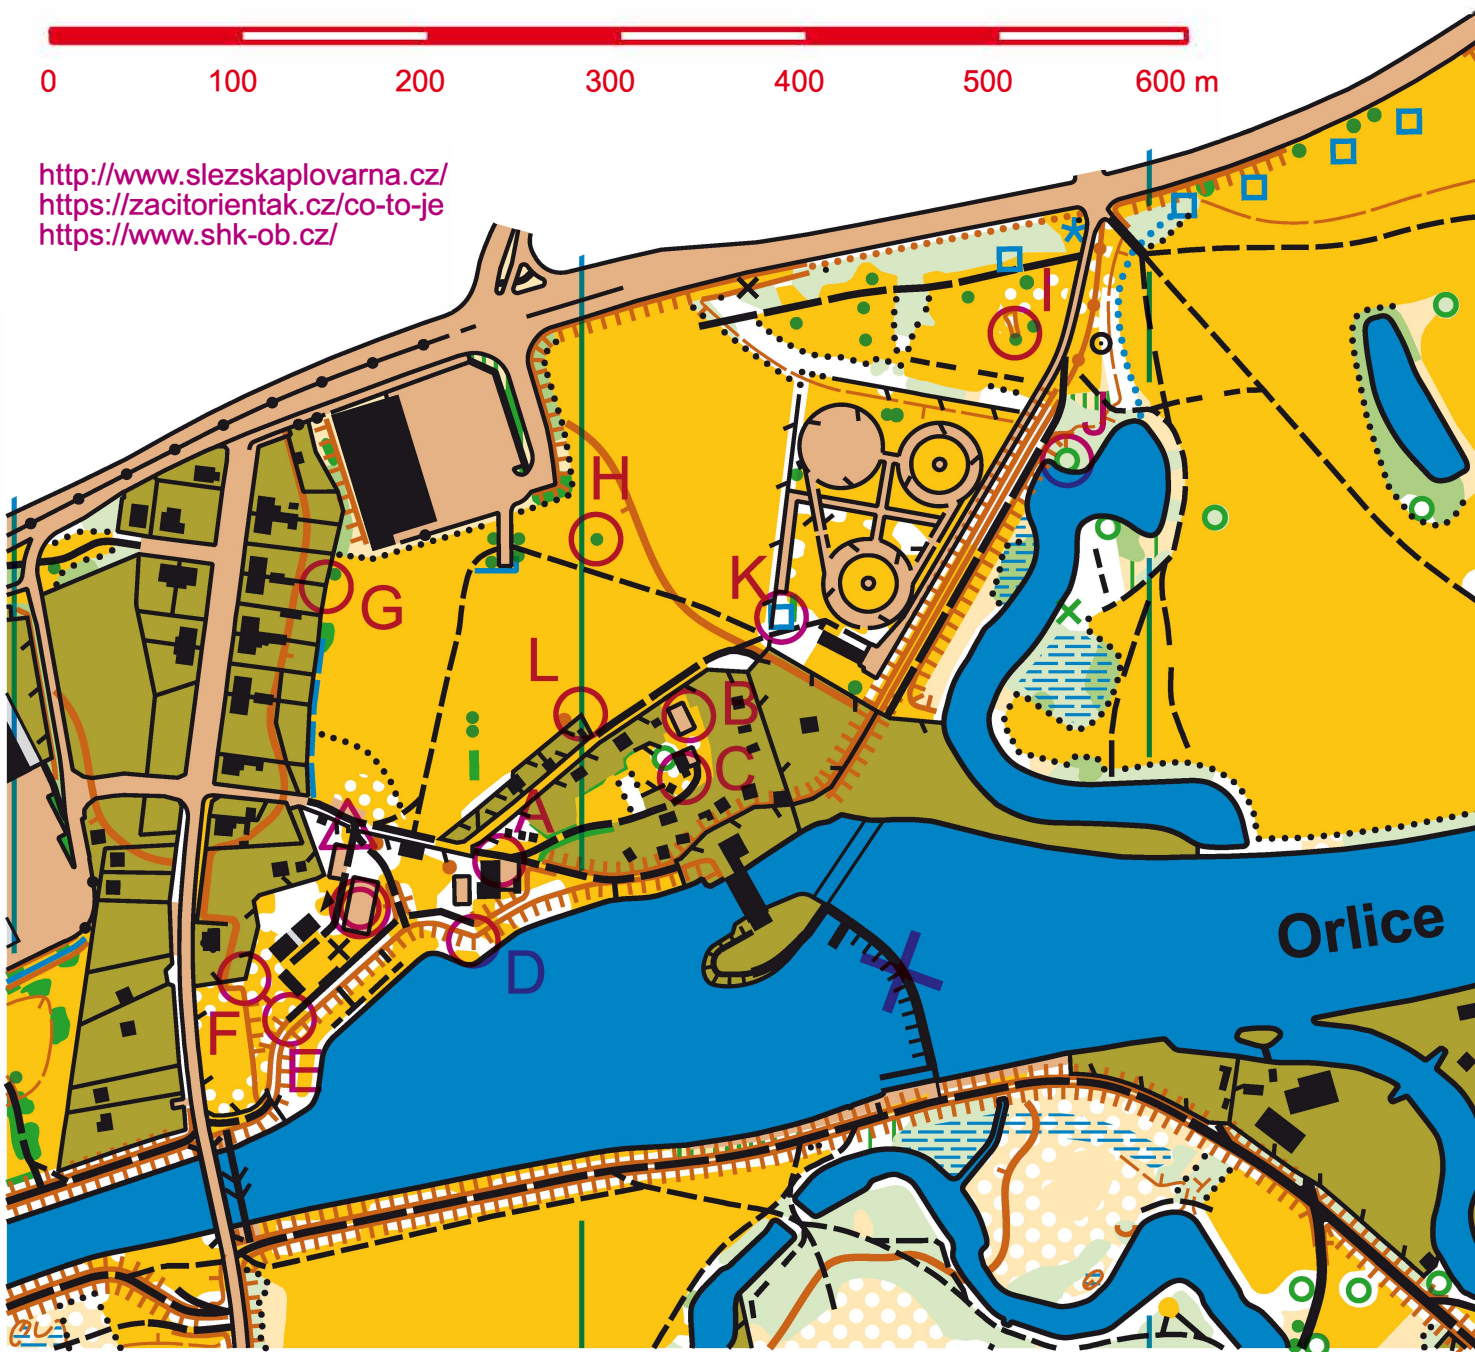 0 100 200 300 400 500 600 m
http://www.slezskaplovarna.cz/
https://zacitorientak.cz/co-to-je
https://www.shk-ob.cz/
I
J
H
G
K
L
B
C
A
Orlice
D
F
E